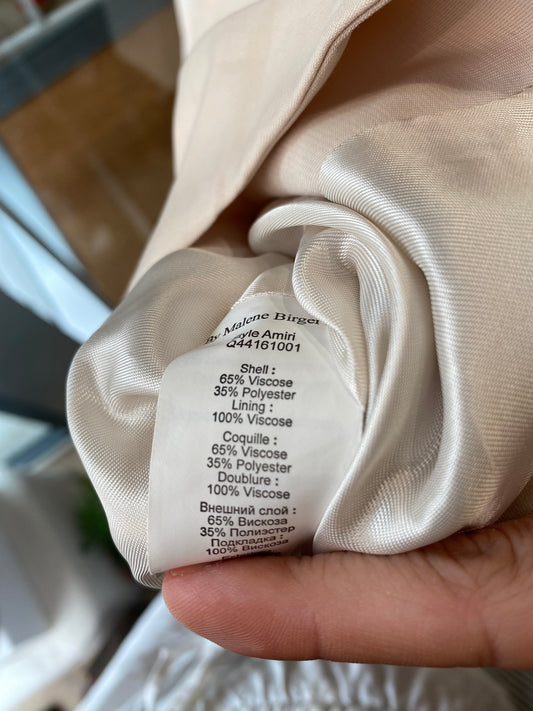 By Malene Birger
Style Amiri
Q44161001
Shell :
65% Viscose
35% Polyester
Lining :
100% Viscose
Coquille :
65% Viscose
35% Polyester
Doublure :
100% Viscose
Внешний слой :
65% Вискоза
35% Полиэстер
Подкладка :
100% Вискоза